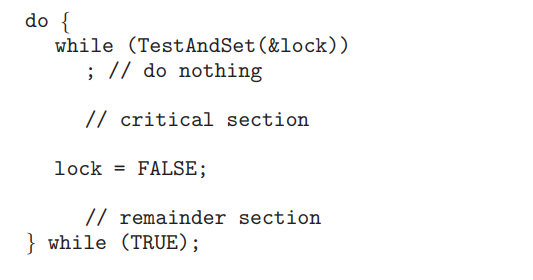 do {
while (TestAndSet(&lock))
; // do nothing
// critical section
lock = FALSE;
// remainder section
} while (TRUE);